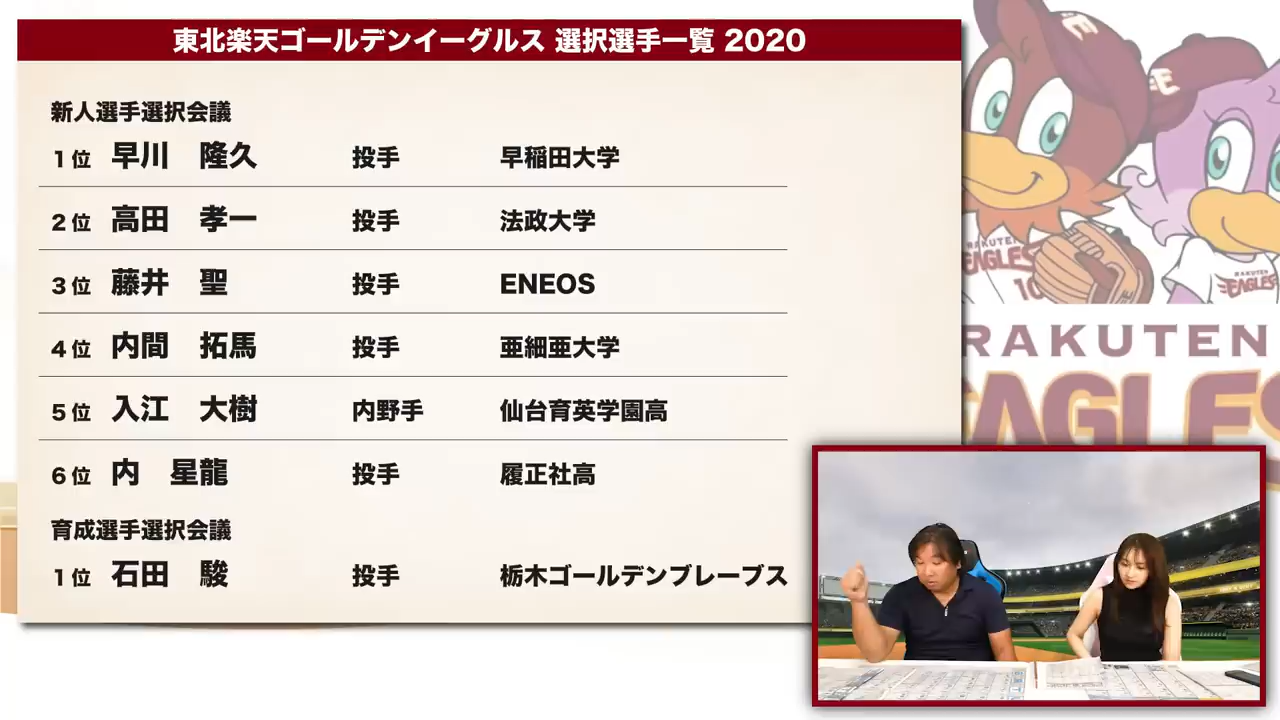 東北楽天ゴールデンイーグルス 選択選手一覧 2020
新人選手選択会議
1位 早川 隆久 投手 早稲田大学
2位 高田 孝一 投手 法政大学
3位 藤井 聖 投手 ENEOS
4位 内間 拓馬 投手 亜細亜大学
5位 入江 大樹 内野手 仙台育英学園高
6位 内 星龍 投手 履正社高
育成選手選択会議
1位 石田 駿 投手 栃木ゴールデンブレーブス
E
E
RAKUTEN
EAGLES
10
RAKUTEN
EAGLES
RAKUTEN
EAGLES